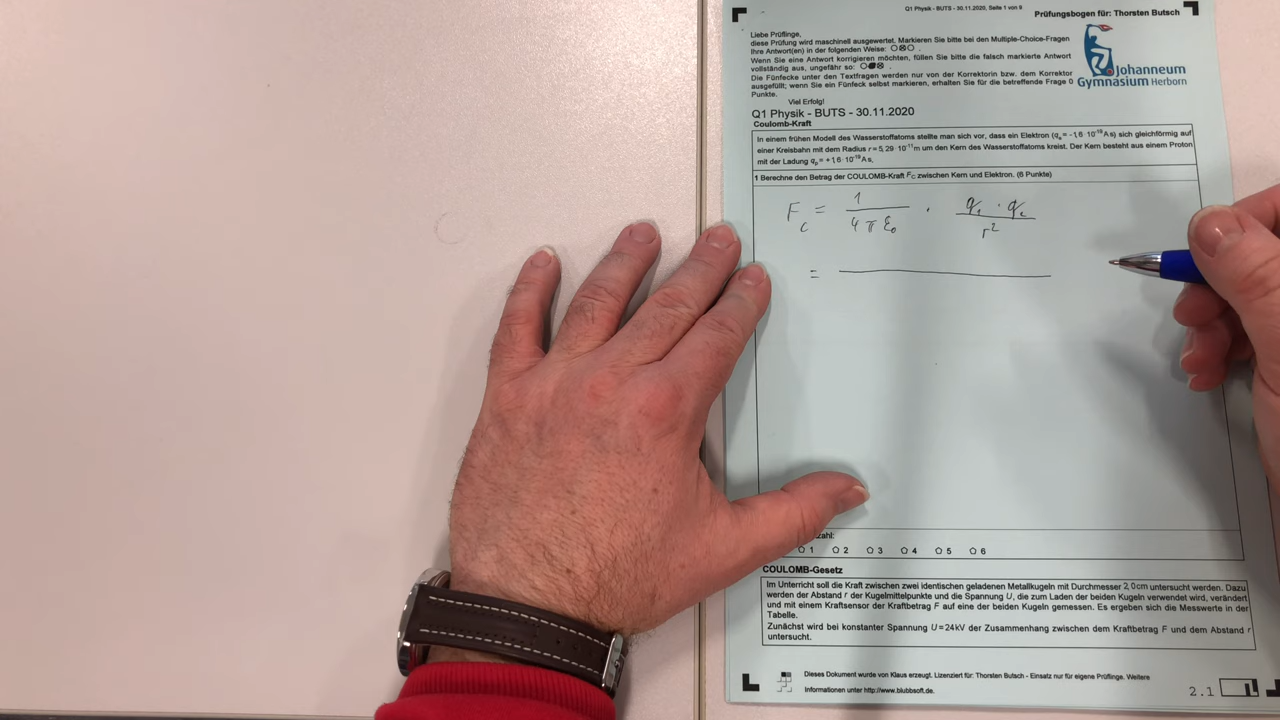 Q1 Physik - BUTS - 30.11.2020, Seite 1 von 9
Prüfungsbogen für: Thorsten Butsch
Liebe Prüflinge,
diese Prüfung wird maschinell ausgewertet. Markieren Sie bitte bei den Multiple-Choice-Fragen
Ihre Antwort(en) in der folgenden Weise: ○⊗○ .
Wenn Sie eine Antwort korrigieren möchten, füllen Sie bitte die falsch markierte Antwort
vollständig aus, ungefähr so: ○●⊗ .
Die Fünfecke unter den Textfragen werden nur von der Korrektorin bzw. dem Korrektor
ausgefüllt; wenn Sie ein Fünfeck selbst markieren, erhalten Sie für die betreffende Frage 0
Punkte.
Viel Erfolg!
Johanneum
Gymnasium Herborn
Q1 Physik - BUTS - 30.11.2020
Coulomb-Kraft
In einem frühen Modell des Wasserstoffatoms stellte man sich vor, dass ein Elektron (qₑ = -1,6·10⁻¹⁹ As) sich gleichförmig auf
einer Kreisbahn mit dem Radius r = 5,29·10⁻¹¹ m um den Kern des Wasserstoffatoms kreist. Der Kern besteht aus einem Proton
mit der Ladung qₚ = +1,6·10⁻¹⁹ As.
1 Berechne den Betrag der COULOMB-Kraft F_C zwischen Kern und Elektron. (6 Punkte)
F_C = 1 / (4 π ε₀) · (q₁ · q₂) / r²
=
zahl:
1 2 3 4 5 6
COULOMB-Gesetz
Im Unterricht soll die Kraft zwischen zwei identischen geladenen Metallkugeln mit Durchmesser 2,0cm untersucht werden. Dazu
werden der Abstand r der Kugelmittelpunkte und die Spannung U, die zum Laden der beiden Kugeln verwendet wird, verändert
und mit einem Kraftsensor der Kraftbetrag F auf eine der beiden Kugeln gemessen. Es ergeben sich die Messwerte in der
Tabelle.
Zunächst wird bei konstanter Spannung U=24kV der Zusammenhang zwischen dem Kraftbetrag F und dem Abstand r
untersucht.
Dieses Dokument wurde von Klaus erzeugt. Lizenziert für: Thorsten Butsch - Einsatz nur für eigene Prüflinge. Weitere
Informationen unter http://www.blubbsoft.de.
2.1